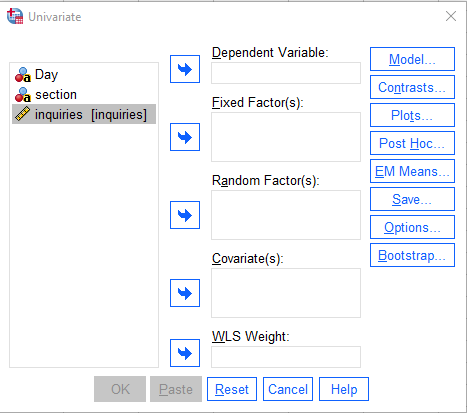 Univariate
Day
section
inquiries [inquiries]
Dependent Variable:
Fixed Factor(s):
Random Factor(s):
Covariate(s):
WLS Weight:
Model...
Contrasts...
Plots...
Post Hoc...
EM Means...
Save...
Options...
Bootstrap...
OK Paste Reset Cancel Help